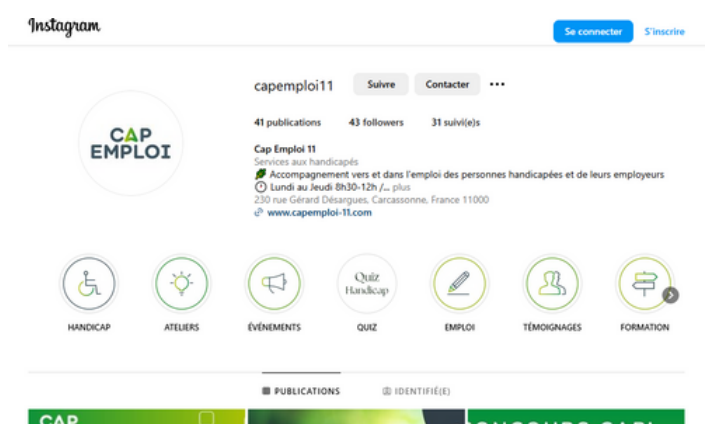 Instagram
Se connecter
S'inscrire
capemploi11
Suivre
Contacter
41 publications
43 followers
31 suivi(e)s
CAP
EMPLOI
Cap Emploi 11
Services aux handicapés
Accompagnement vers et dans l'emploi des personnes handicapées et de leurs employeurs
Lundi au Jeudi 8h30-12h /... plus
230 rue Gérard Désargues, Carcassonne, France 11000
www.capemploi-11.com
Quiz
Handicap
HANDICAP
ATELIERS
ÉVÉNEMENTS
QUIZ
EMPLOI
TÉMOIGNAGES
FORMATION
PUBLICATIONS
IDENTIFIÉ(E)
CAP